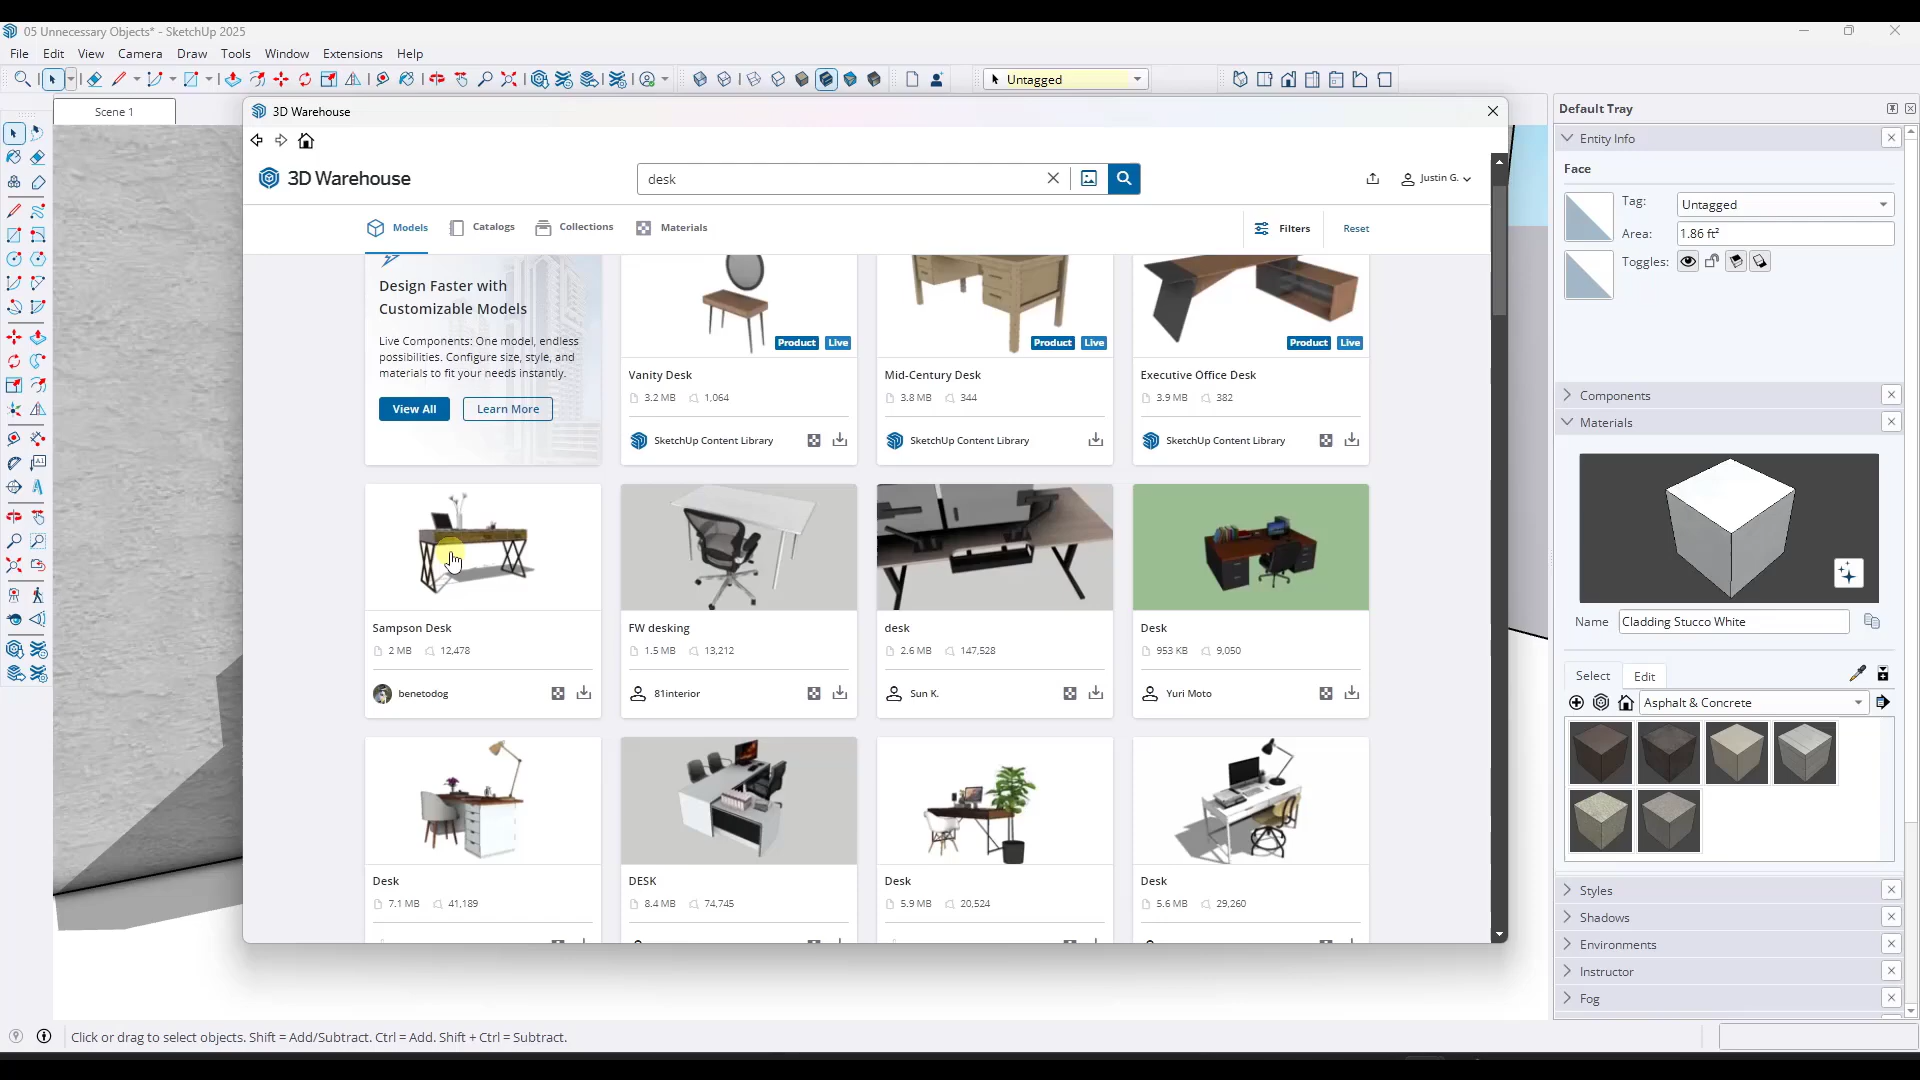 05 Unnecessary Objects* - SketchUp 2025
File Edit View Camera Draw Tools Window Extensions Help
Untagged
Scene 1
3D Warehouse
3D Warehouse
desk
Justin G.
Models Catalogs Collections Materials Filters Reset
Design Faster with
Customizable Models
Live Components: One model, endless
possibilities. Configure size, style, and
materials to fit your needs instantly.
View All Learn More
Product Live
Vanity Desk
3.2 MB 1,064
SketchUp Content Library
Product Live
Mid-Century Desk
3.8 MB 344
SketchUp Content Library
Product Live
Executive Office Desk
3.9 MB 382
SketchUp Content Library
Sampson Desk
2 MB 12,478
benetodog
FW desking
1.5 MB 13,212
81interior
desk
2.6 MB 147,528
Sun K.
Desk
953 KB 9,050
Yuri Moto
Desk
7.1 MB 41,189
DESK
8.4 MB 74,745
Desk
5.9 MB 20,524
Desk
5.6 MB 29,260
Default Tray
Entity Info
Face
Tag: Untagged
Area: 1.86 ft²
Toggles:
Components
Materials
Name Cladding Stucco White
Select Edit
Asphalt & Concrete
Styles
Shadows
Environments
Instructor
Fog
Click or drag to select objects. Shift = Add/Subtract. Ctrl = Add. Shift + Ctrl = Subtract.